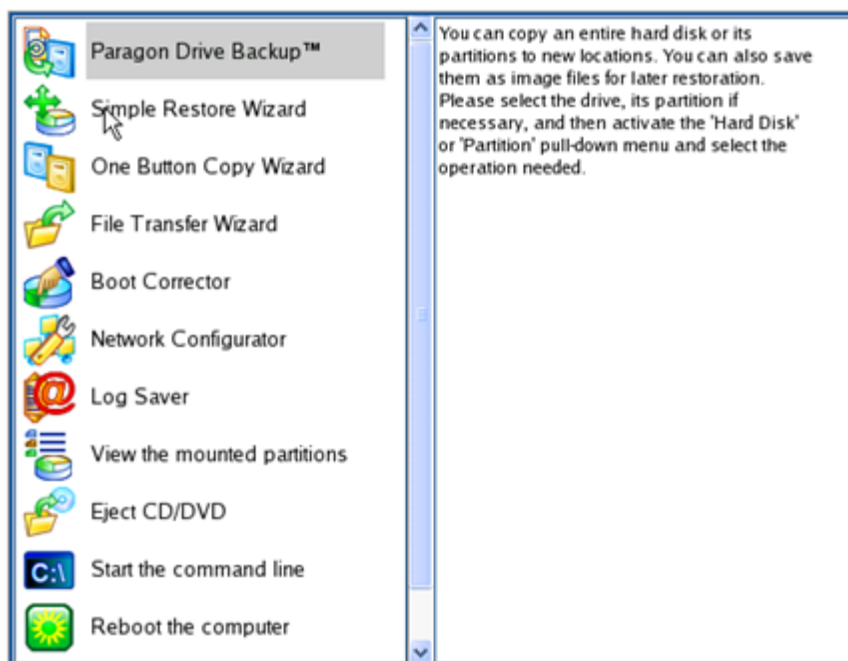 Paragon Drive Backup™
Simple Restore Wizard
One Button Copy Wizard
File Transfer Wizard
Boot Corrector
Network Configurator
Log Saver
View the mounted partitions
Eject CD/DVD
C:\
Start the command line
Reboot the computer
You can copy an entire hard disk or its
partitions to new locations. You can also save
them as image files for later restoration.
Please select the drive, its partition if
necessary, and then activate the 'Hard Disk'
or 'Partition' pull-down menu and select the
operation needed.